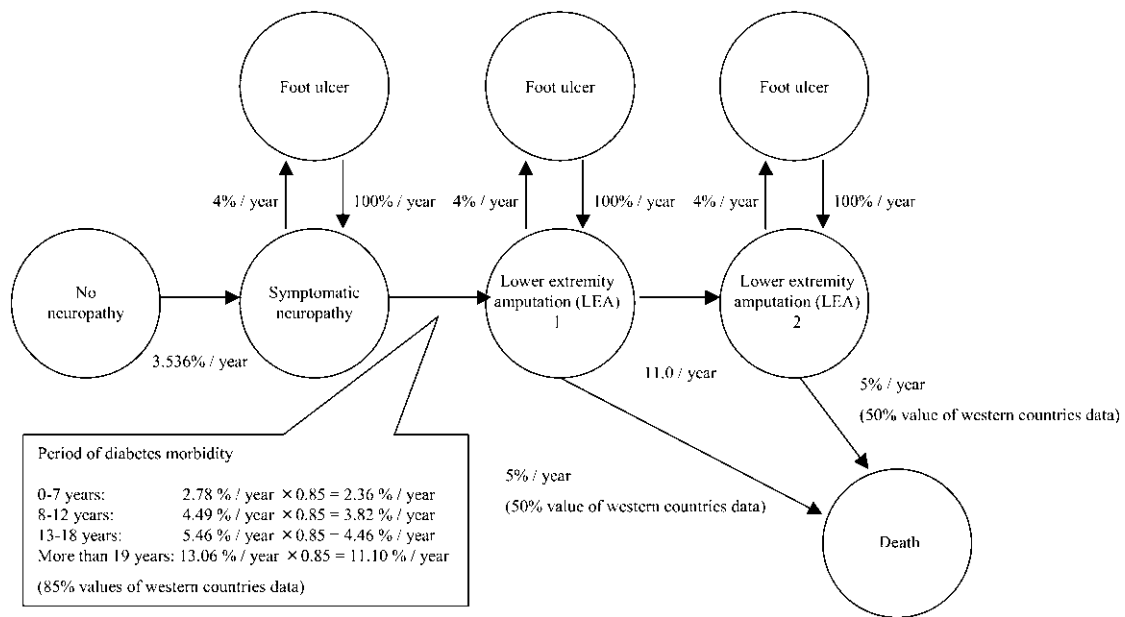 Foot ulcer
Foot ulcer
Foot ulcer
4% / year
100% / year
4% / year
100% / year
4% / year
100% / year
No
neuropathy
Symptomatic
neuropathy
Lower extremity
amputation (LEA)
1
Lower extremity
amputation (LEA)
2
3.536% / year
11.0 / year
5% / year
(50% value of western countries data)
Period of diabetes morbidity
0-7 years: 2.78 % / year ×0.85 = 2.36 % / year
8-12 years: 4.49 % / year ×0.85 = 3.82 % / year
13-18 years: 5.46 % / year ×0.85 = 4.46 % / year
More than 19 years: 13.06 % / year ×0.85 = 11.10 % / year
(85% values of western countries data)
5% / year
(50% value of western countries data)
Death